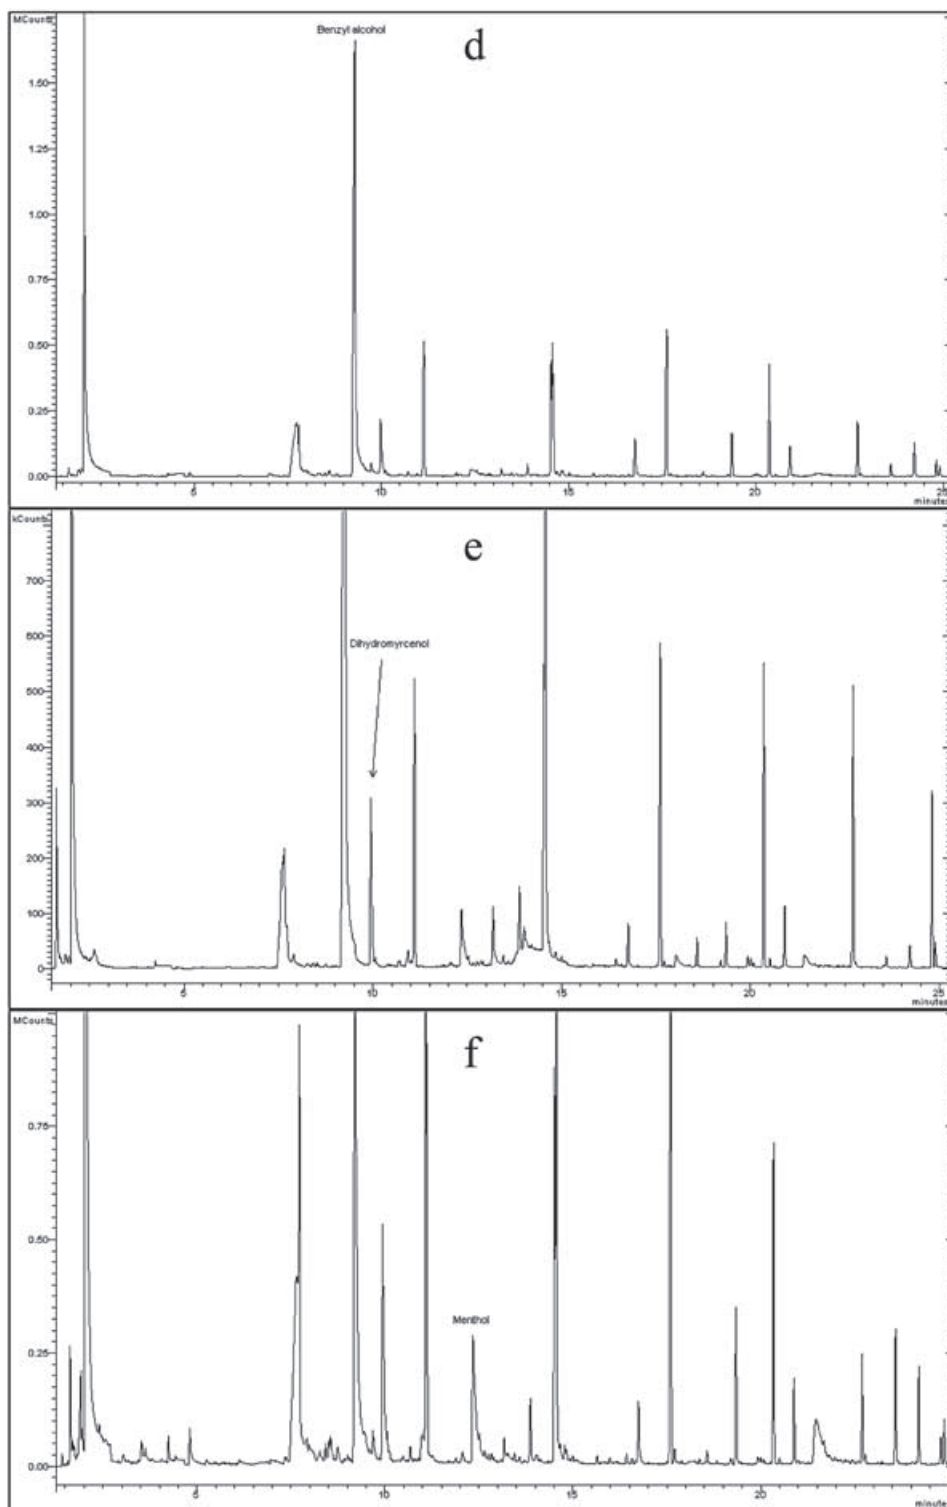 MCounts
Benzyl alcohol
d
1.50
1.25
1.00
0.75
0.50
0.25
0.00
5 10 15 20 25
minutes
kCounts
e
700
600
Dihydromyrcenol
500
400
300
200
100
0
5 10 15 20 25
minutes
MCounts
f
0.75
0.50
Menthol
0.25
0.00
5 10 15 20
minutes